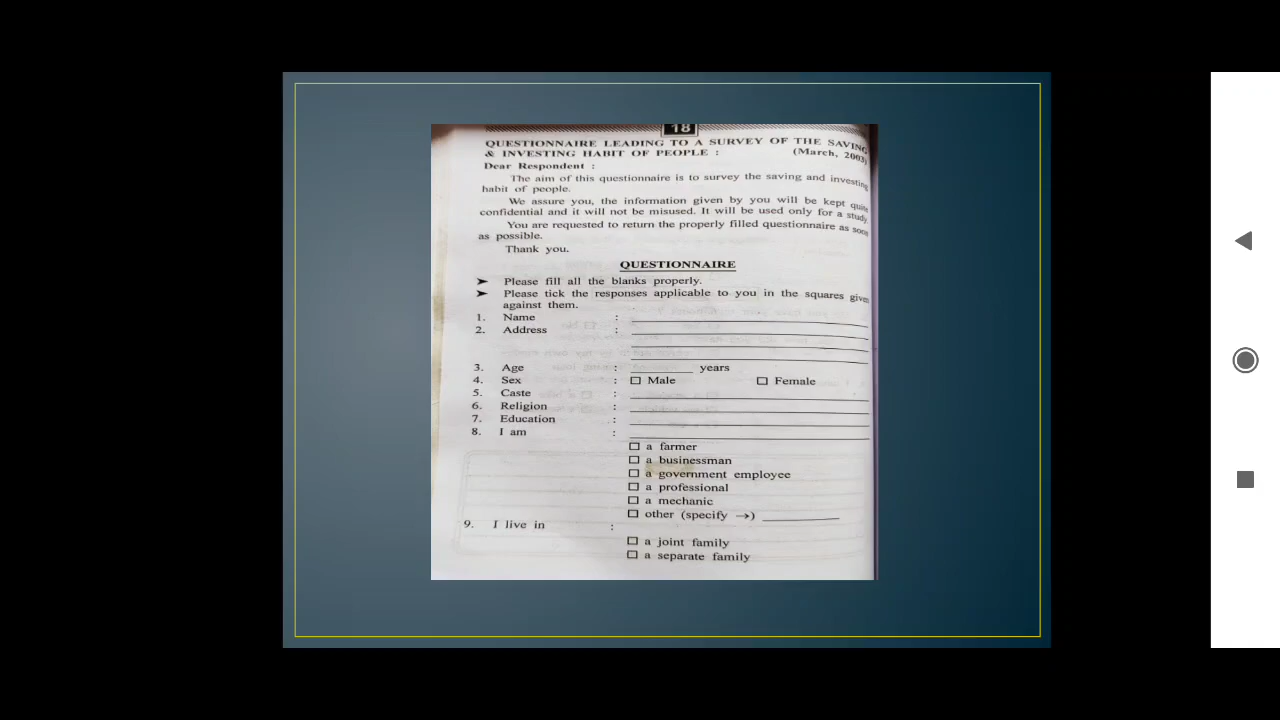 18
QUESTIONNAIRE LEADING TO A SURVEY OF THE SAVING
& INVESTING HABIT OF PEOPLE : (March, 2003)
Dear Respondent :
The aim of this questionnaire is to survey the saving and investing
habit of people.
We assure you, the information given by you will be kept quite
confidential and it will not be misused. It will be used only for a study.
You are requested to return the properly filled questionnaire as soon
as possible.
Thank you.
QUESTIONNAIRE
➤ Please fill all the blanks properly.
➤ Please tick the responses applicable to you in the squares given
against them.
1. Name :
2. Address :
3. Age : ________ years
4. Sex : ☐ Male ☐ Female
5. Caste :
6. Religion :
7. Education :
8. I am :
☐ a farmer
☐ a businessman
☐ a government employee
☐ a professional
☐ a mechanic
☐ other (specify →) ________
9. I live in :
☐ a joint family
☐ a separate family